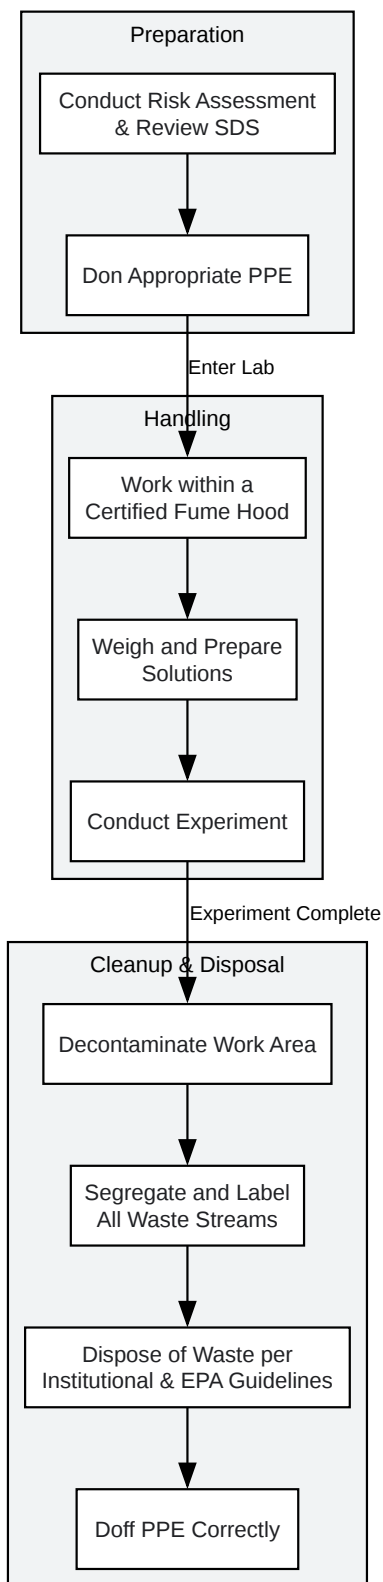 Preparation
Conduct Risk Assessment
& Review SDS
Don Appropriate PPE
Enter Lab
Handling
Work within a
Certified Fume Hood
Weigh and Prepare
Solutions
Conduct Experiment
Experiment Complete
Cleanup & Disposal
Decontaminate Work Area
Segregate and Label
All Waste Streams
Dispose of Waste per
Institutional & EPA Guidelines
Doff PPE Correctly